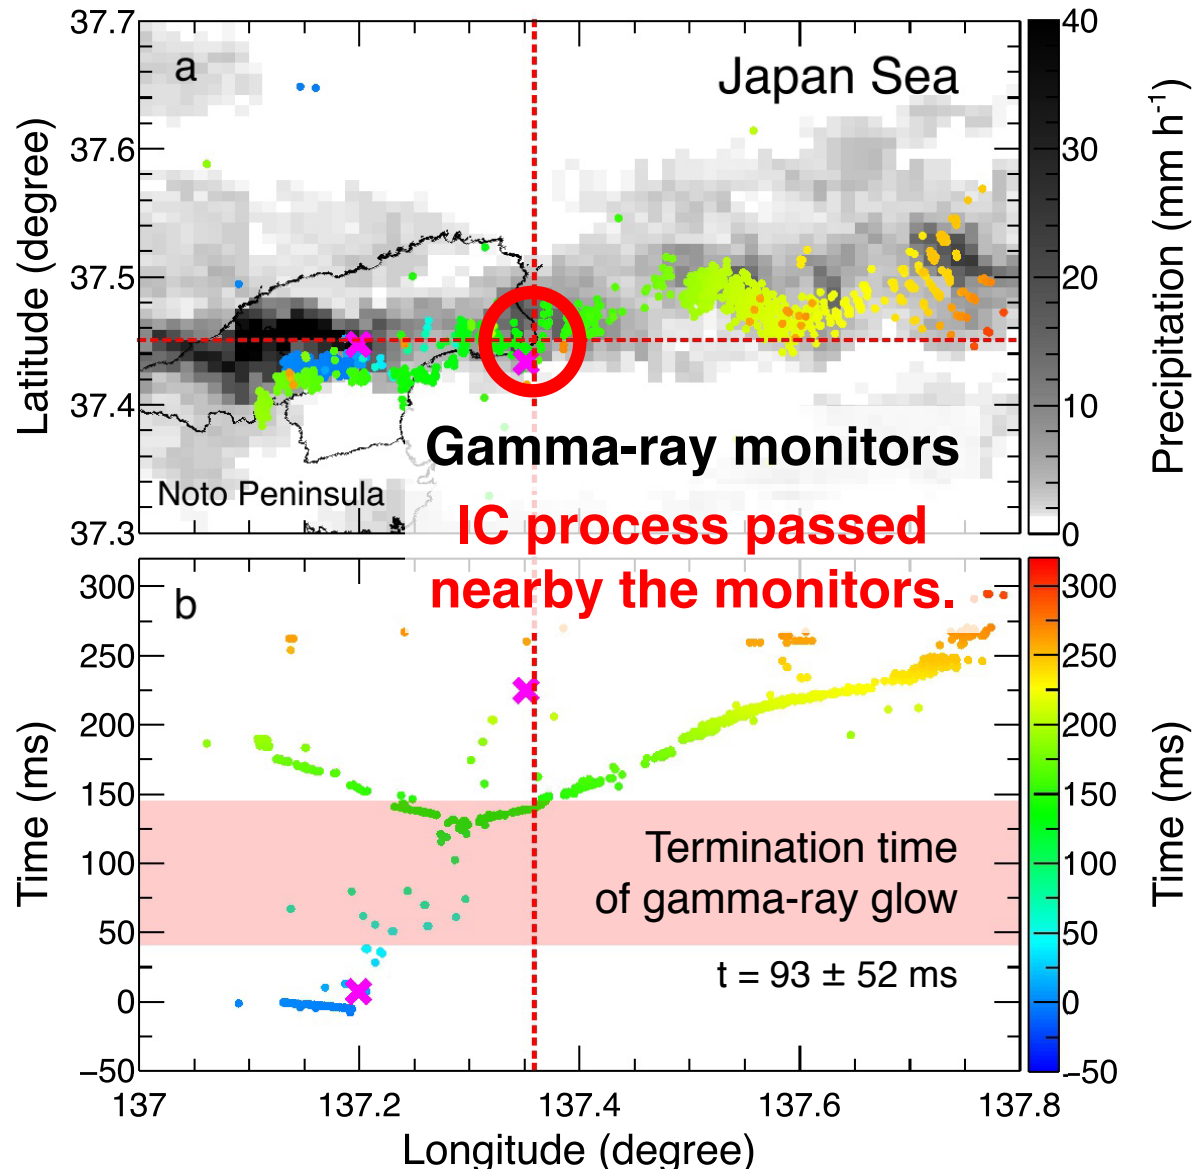 37.7
37.6
37.5
37.4
37.3
Latitude (degree)
a
Japan Sea
Gamma-ray monitors
Noto Peninsula
IC process passed
nearby the monitors.
40
30
20
10
0
Precipitation (mm h-1)
300
250
200
150
100
50
0
−50
Time (ms)
b
Termination time
of gamma-ray glow
t = 93 ± 52 ms
300
250
200
150
100
50
0
-50
Time (ms)
137
137.2
137.4
137.6
137.8
Longitude (degree)